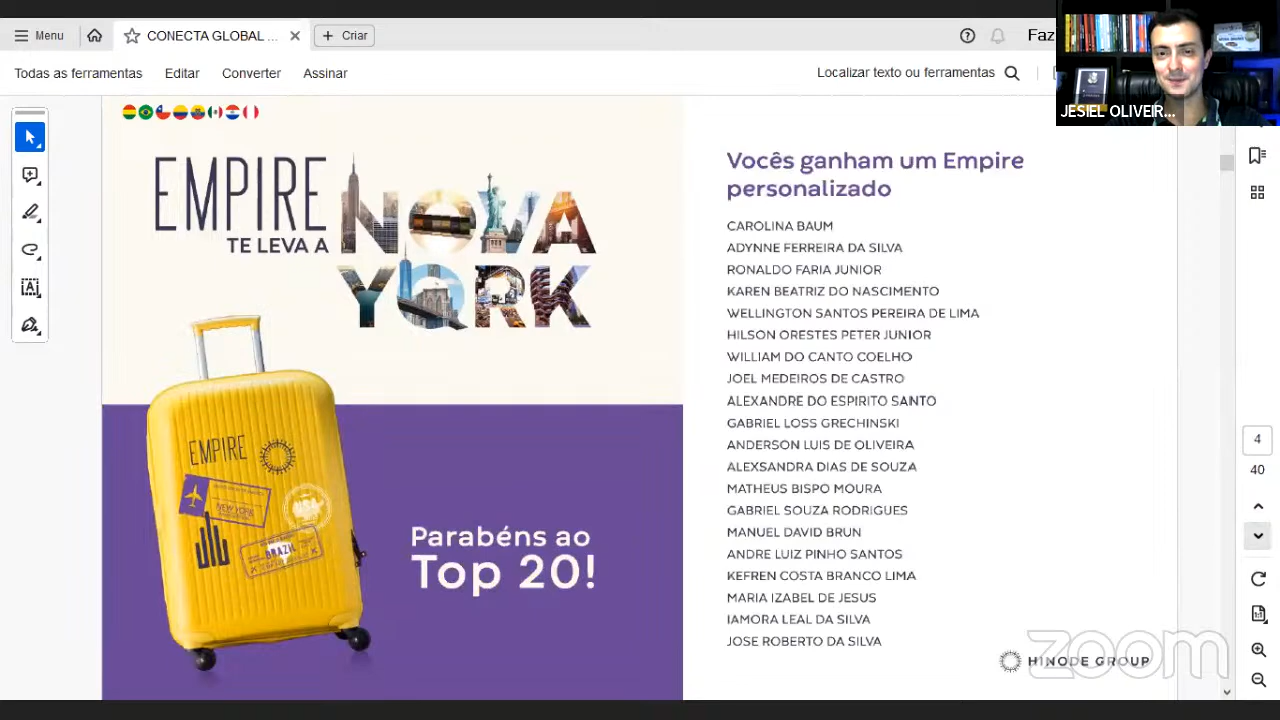 Menu
CONECTA GLOBAL ...
Criar
Faz
Todas as ferramentas
Editar
Converter
Assinar
Localizar texto ou ferramentas
JESIEL OLIVEIR...
EMPIRE
TE LEVA A
NOVA
YORK
EMPIRE
NEW YORK
BRAZIL
Parabéns ao
Top 20!
Vocês ganham um Empire
personalizado
CAROLINA BAUM
ADYNNE FERREIRA DA SILVA
RONALDO FARIA JUNIOR
KAREN BEATRIZ DO NASCIMENTO
WELLINGTON SANTOS PEREIRA DE LIMA
HILSON ORESTES PETER JUNIOR
WILLIAM DO CANTO COELHO
JOEL MEDEIROS DE CASTRO
ALEXANDRE DO ESPIRITO SANTO
GABRIEL LOSS GRECHINSKI
ANDERSON LUIS DE OLIVEIRA
ALEXSANDRA DIAS DE SOUZA
MATHEUS BISPO MOURA
GABRIEL SOUZA RODRIGUES
MANUEL DAVID BRUN
ANDRE LUIZ PINHO SANTOS
KEFREN COSTA BRANCO LIMA
MARIA IZABEL DE JESUS
IAMORA LEAL DA SILVA
JOSE ROBERTO DA SILVA
HINODE GROUP
zoom
4
40